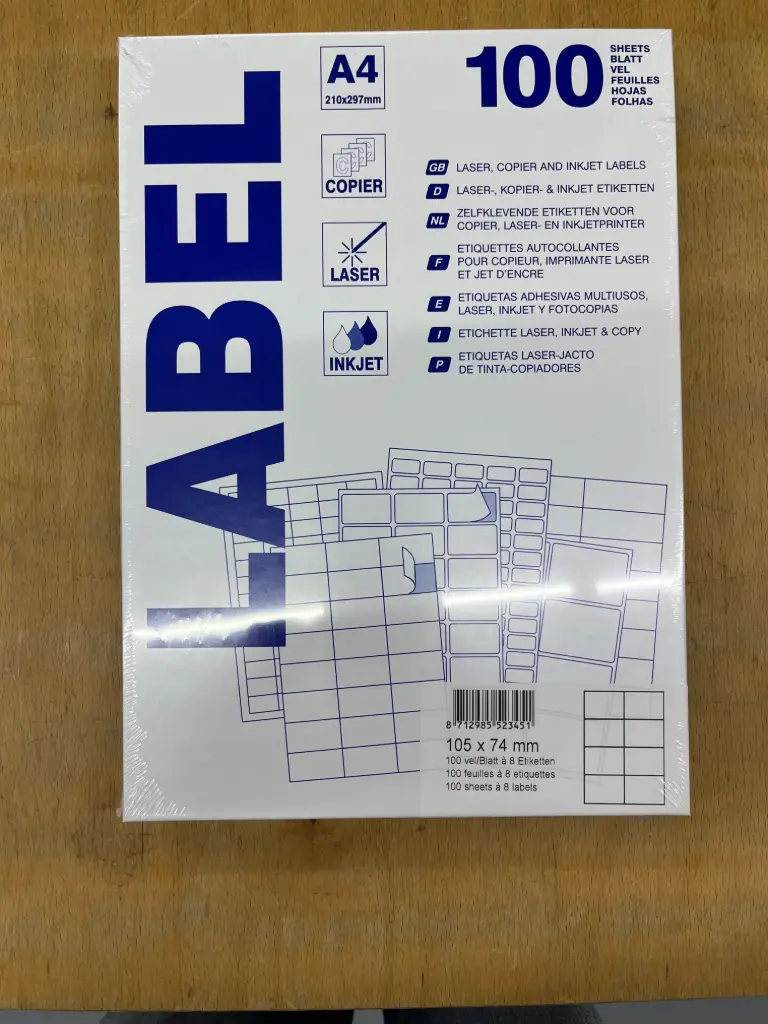 LABEL
A4
210x297mm
COPIER
LASER
INKJET
100
SHEETS
BLATT
VEL
FEUILLES
HOJAS
FOLHAS
GB LASER, COPIER AND INKJET LABELS
D LASER-, KOPIER- & INKJET ETIKETTEN
NL ZELFKLEVENDE ETIKETTEN VOOR
COPIER, LASER- EN INKJETPRINTER
F ETIQUETTES AUTOCOLLANTES
POUR COPIEUR, IMPRIMANTE LASER
ET JET D'ENCRE
E ETIQUETAS ADHESIVAS MULTIUSOS,
LASER, INKJET Y FOTOCOPIAS
I ETICHETTE LASER, INKJET & COPY
P ETIQUETAS LASER-JACTO
DE TINTA-COPIADORES
8 712985 523451
105 x 74 mm
100 vel/Blatt à 8 Etiketten
100 feuilles à 8 etiquettes
100 sheets à 8 labels